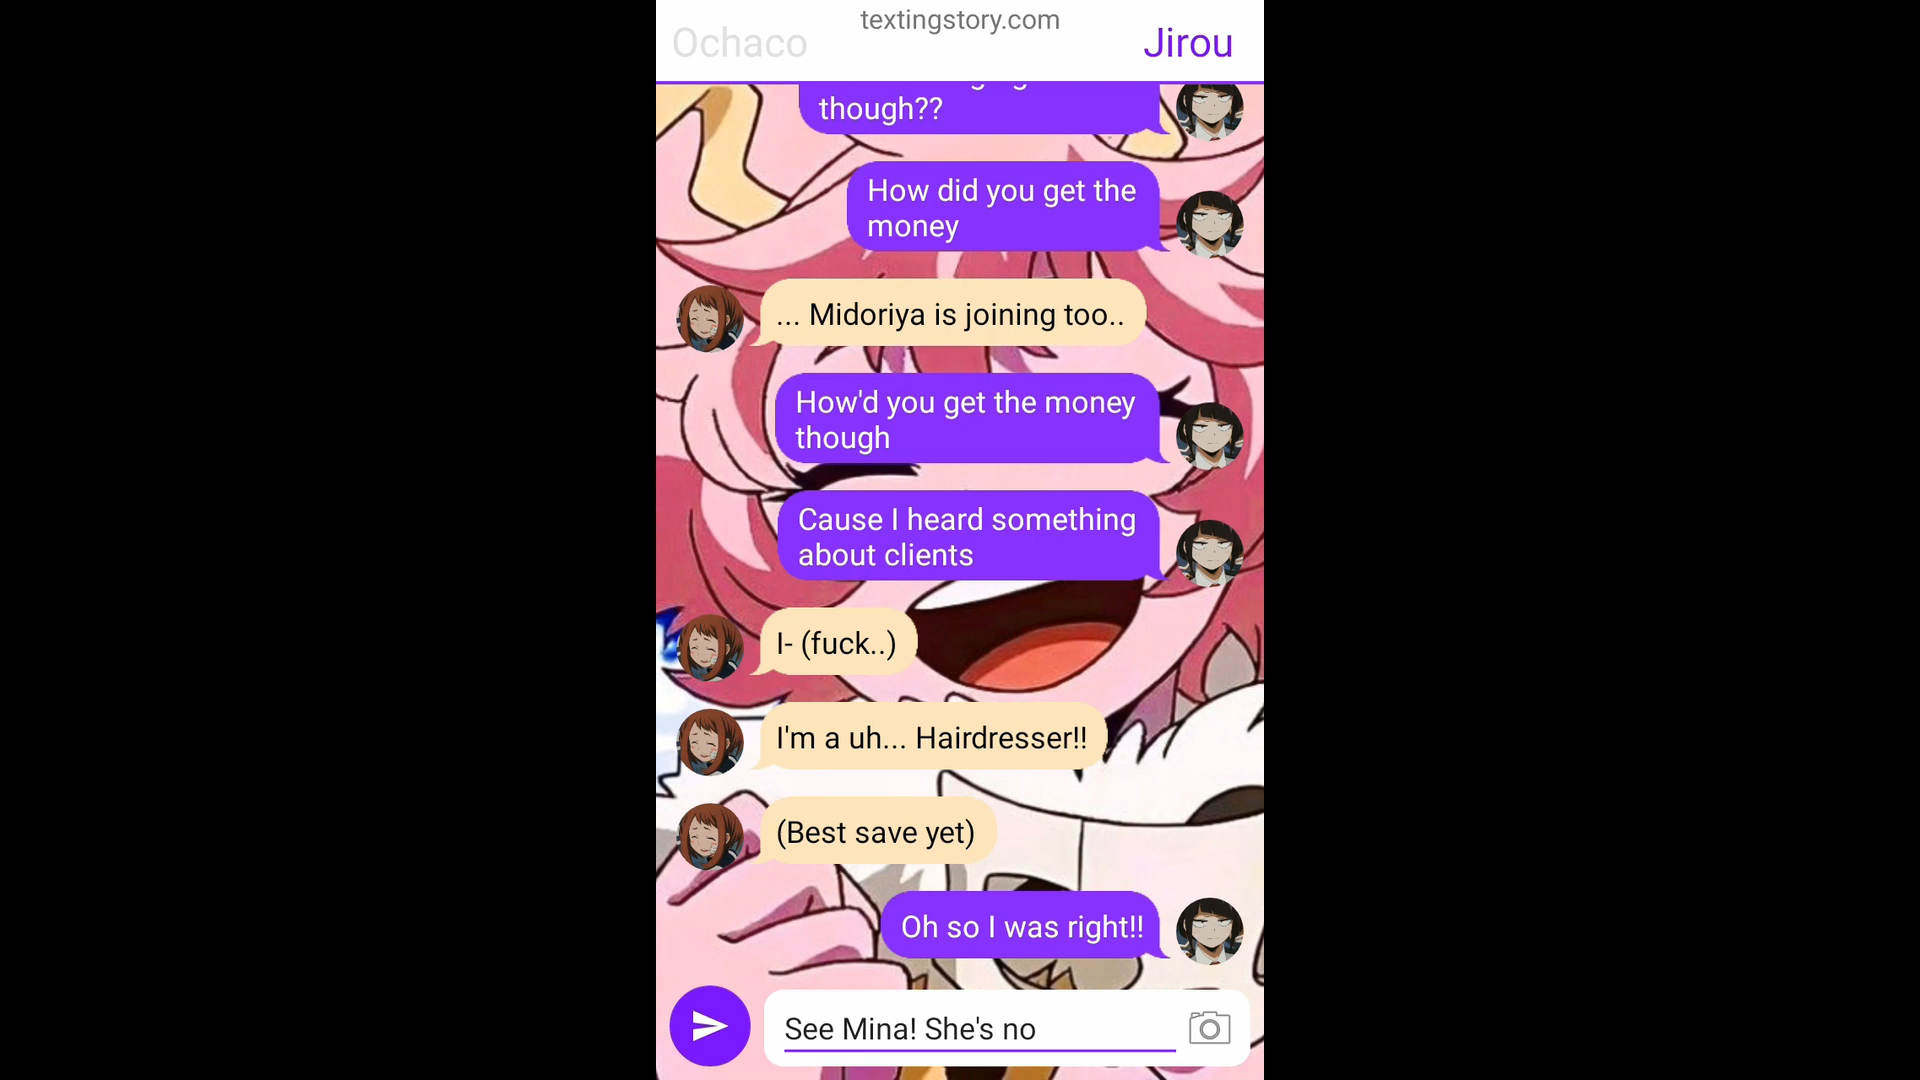 textingstory.com
Ochaco
Jirou
though??
How did you get the
money
... Midoriya is joining too..
How'd you get the money
though
Cause I heard something
about clients
I- (fuck..)
I'm a uh... Hairdresser!!
(Best save yet)
Oh so I was right!!
See Mina! She's no